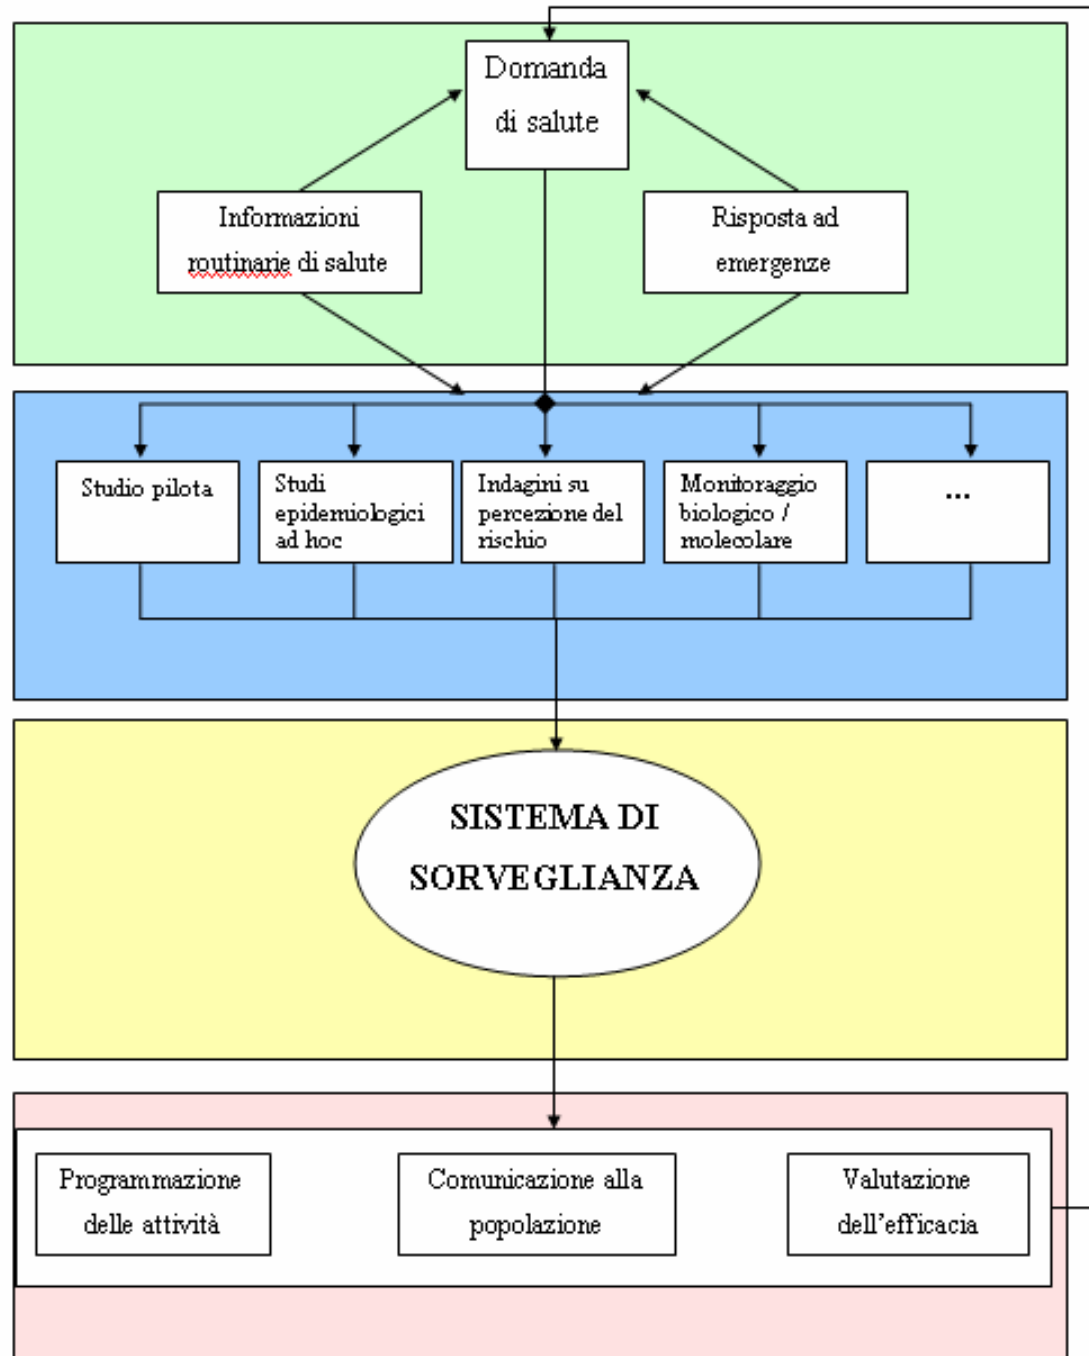 Domanda
di salute
Informazioni
routinarie di salute
Risposta ad
emergenze
Studio pilota
Studi
epidemiologici
ad hoc
Indagini su
percezione del
rischio
Monitoraggio
biologico /
molecolare
...
SISTEMA DI
SORVEGLIANZA
Programmazione
delle attività
Comunicazione alla
popolazione
Valutazione
dell'efficacia